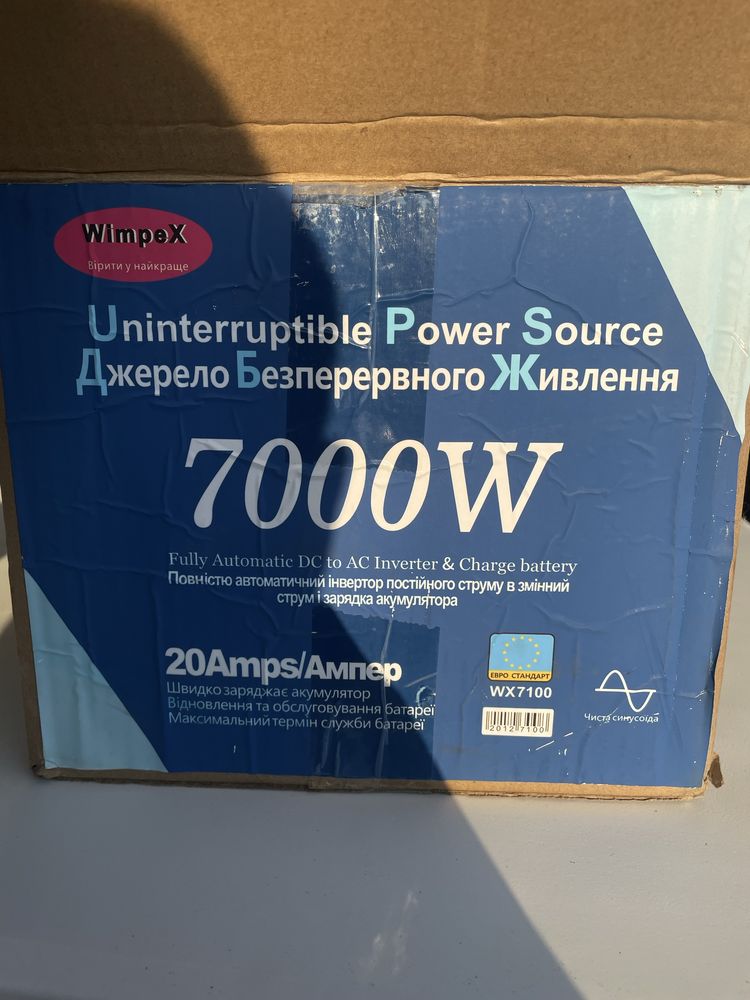 WimpeX
Вірити у найкраще
Uninterruptible Power Source
Джерело Безперервного Живлення
7000W
Fully Automatic DC to AC Inverter & Charge battery
Повністю автоматичний інвертор постійного струму в змінний
струм і зарядка акумулятора
20Amps/Ампер
Швидко заряджає акумулятор
Відновлення та обслуговування батареї
Максимальний термін служби батареї
ЕВРО СТАНДАРТ
WX7100
2012 7100
Чиста синусоїда